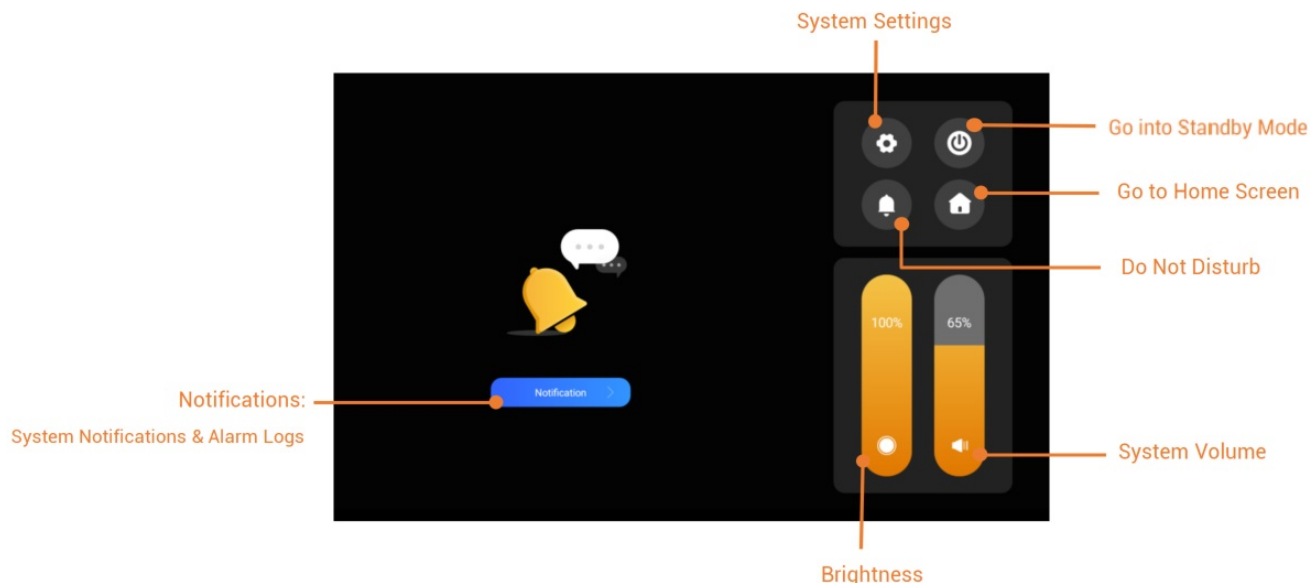 System Settings
Go into Standby Mode
Go to Home Screen
Do Not Disturb
100%
65%
Notification
Notifications:
System Notifications & Alarm Logs
System Volume
Brightness